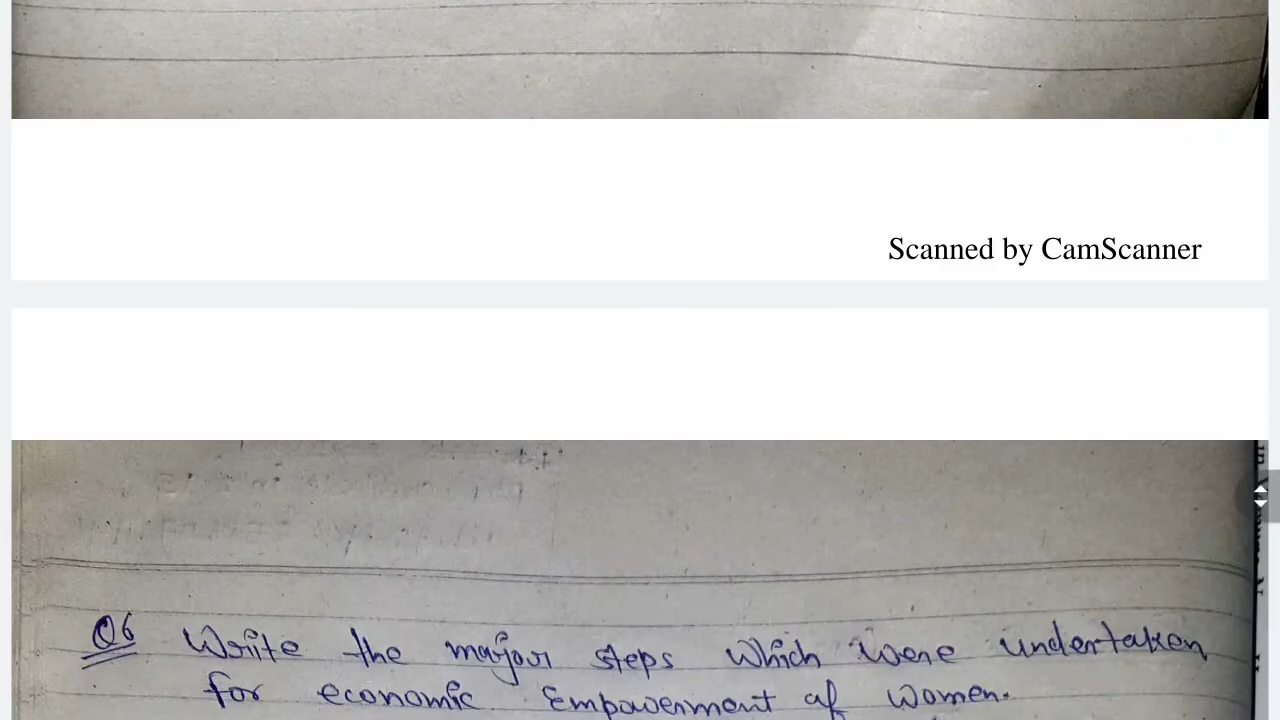 Scanned by CamScanner
Q6 Write the major steps which were undertaken
for economic Empowerment of women.